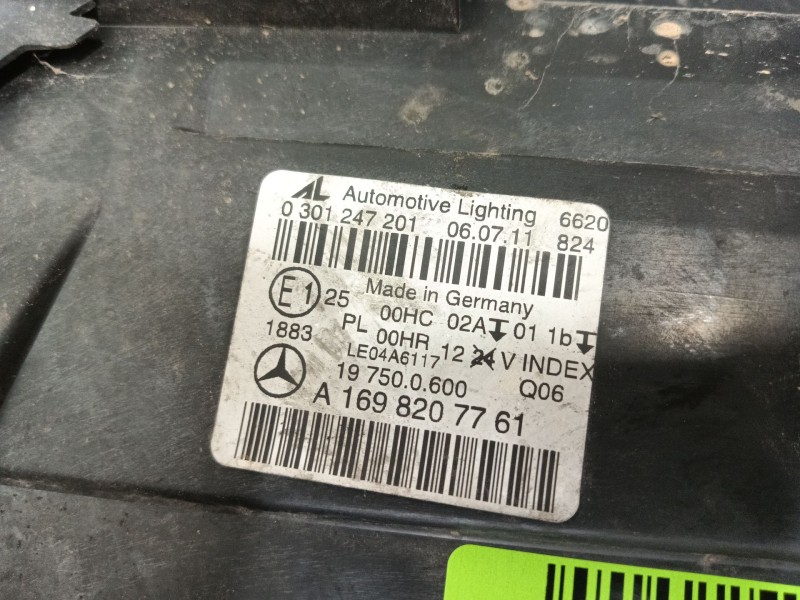 AL Automotive Lighting 6620
0 301 247 201 06.07.11 824
Made in Germany
E1 25 00HC 02A 01 1b
1883 PL 00HR 12 24 V INDEX
LE04A6117
19 750.0.600 Q06
A 169 820 77 61